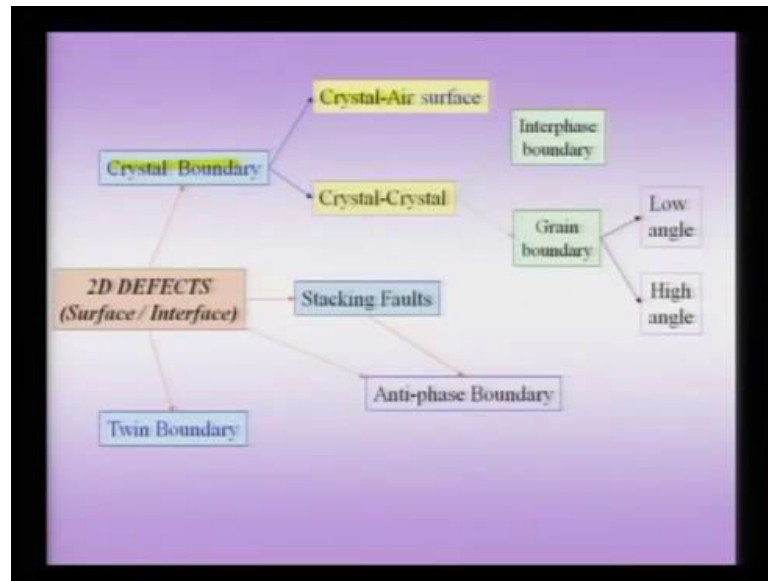 Crystal-Air surface
Interphase
boundary
Crystal Boundary
Crystal-Crystal
Low
angle
Grain
boundary
2D DEFECTS
(Surface / Interface)
Stacking Faults
High
angle
Anti-phase Boundary
Twin Boundary